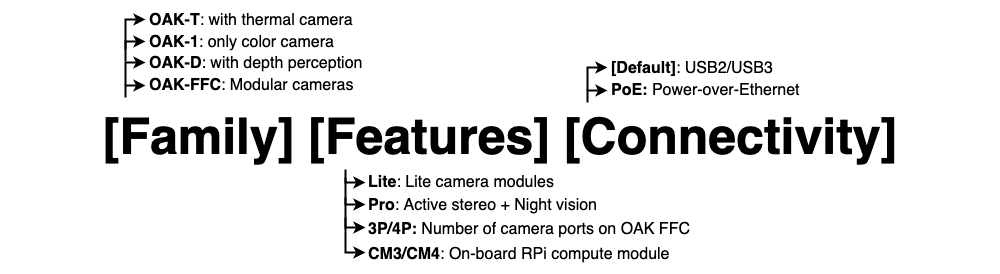 OAK-T: with thermal camera
OAK-1: only color camera
OAK-D: with depth perception
OAK-FFC: Modular cameras
[Default]: USB2/USB3
PoE: Power-over-Ethernet
[Family] [Features] [Connectivity]
Lite: Lite camera modules
Pro: Active stereo + Night vision
3P/4P: Number of camera ports on OAK FFC
CM3/CM4: On-board RPi compute module